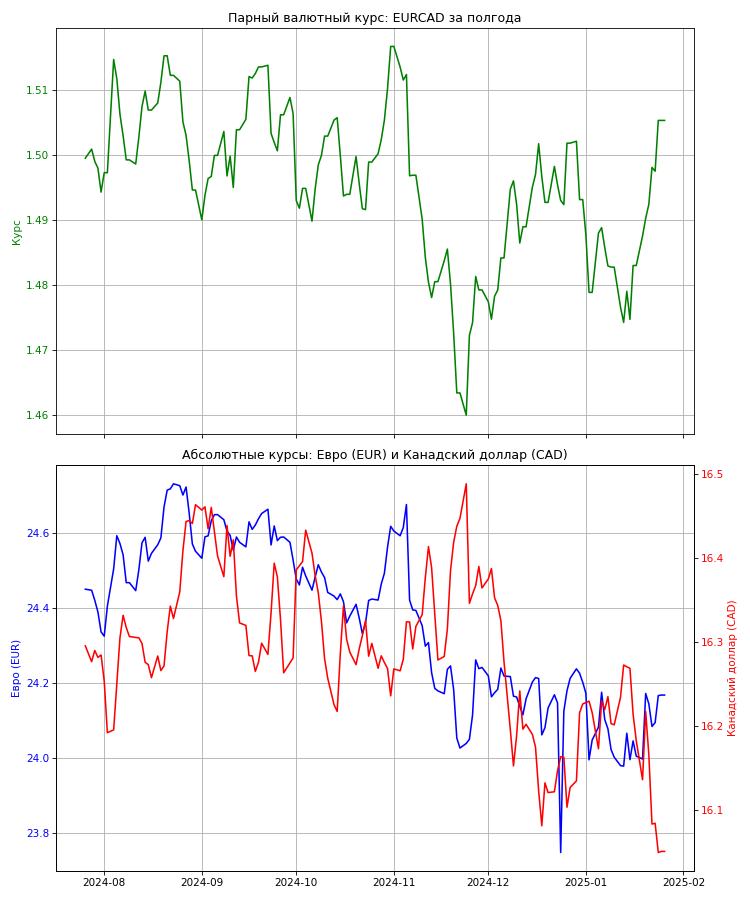 Парный валютный курс: EURCAD за полгода
1.51
1.50
1.49
1.48
1.47
1.46
Курс
Абсолютные курсы: Евро (EUR) и Канадский доллар (CAD)
24.6
24.4
24.2
24.0
23.8
Евро (EUR)
16.5
16.4
16.3
16.2
16.1
Канадский доллар (CAD)
2024-08 2024-09 2024-10 2024-11 2024-12 2025-01 2025-02